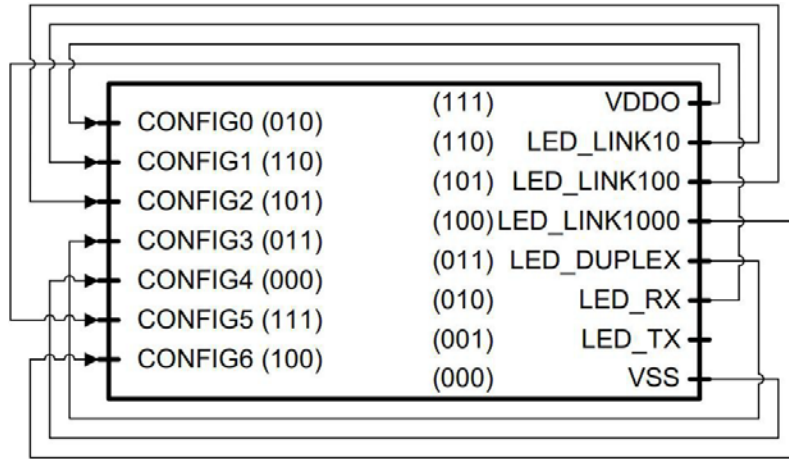 CONFIG0 (010)
CONFIG1 (110)
CONFIG2 (101)
CONFIG3 (011)
CONFIG4 (000)
CONFIG5 (111)
CONFIG6 (100)
(111) VDDO
(110) LED_LINK10
(101) LED_LINK100
(100) LED_LINK1000
(011) LED_DUPLEX
(010) LED_RX
(001) LED_TX
(000) VSS